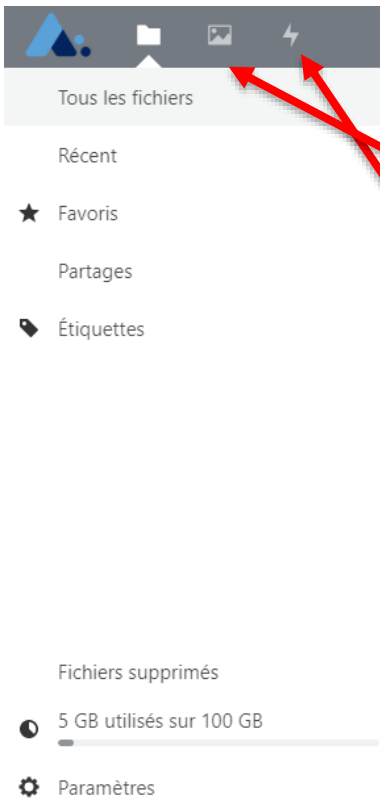 Tous les fichiers
Récent
Favoris
Partages
Étiquettes
Fichiers supprimés
5 GB utilisés sur 100 GB
Paramètres